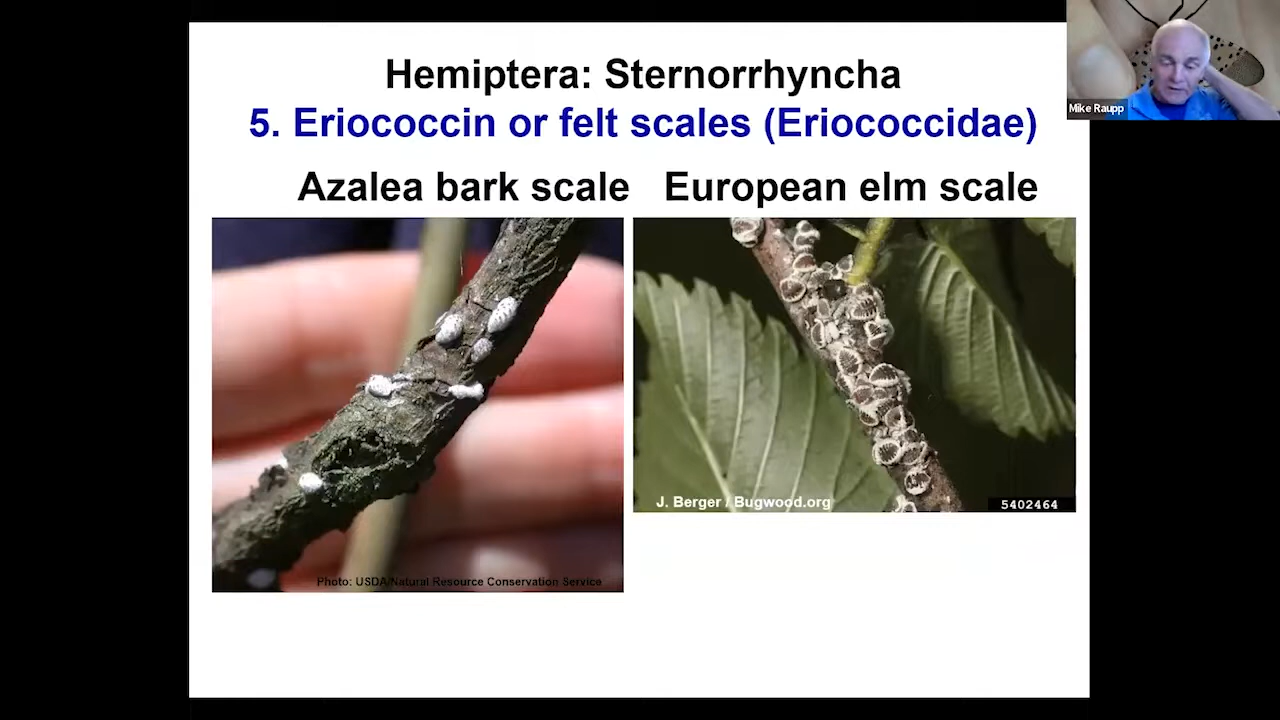 Hemiptera: Sternorrhyncha
5. Eriococcin or felt scales (Eriococcidae)
Azalea bark scale
European elm scale
Photo: USDA/Natural Resource Conservation Service
J. Berger / Bugwood.org
5402464
Mike Raupp